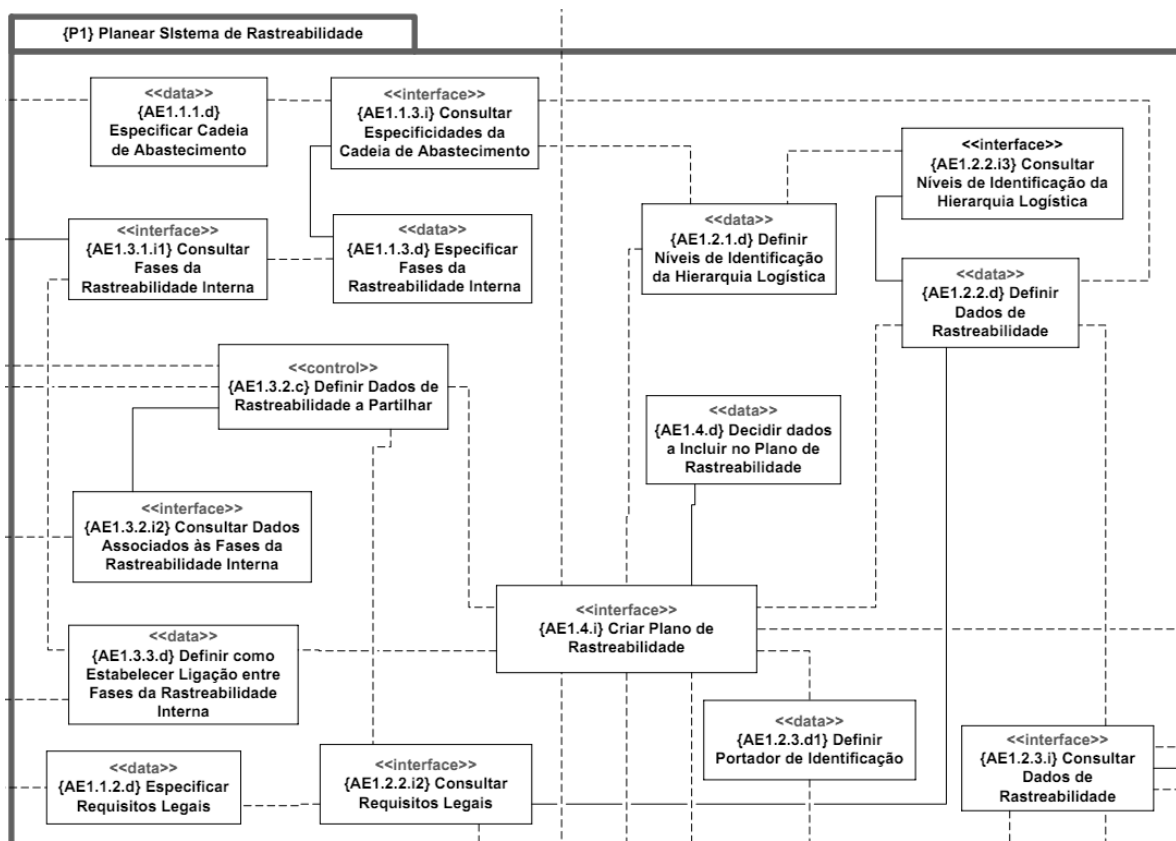 {P1} Planear SIstema de Rastreabilidade
<<data>>
{AE1.1.1.d}
Especificar Cadeia
de Abastecimento
<<interface>>
{AE1.1.3.i} Consultar
Especificidades da
Cadeia de Abastecimento
<<interface>>
{AE1.2.2.i3} Consultar
Níveis de Identificação da
Hierarquia Logística
<<interface>>
{AE1.3.1.i1} Consultar
Fases da
Rastreabilidade Interna
<<data>>
{AE1.1.3.d} Especificar
Fases da
Rastreabilidade Interna
<<data>>
{AE1.2.1.d} Definir
Níveis de Identificação
da Hierarquia Logística
<<data>>
{AE1.2.2.d} Definir
Dados de
Rastreabilidade
<<control>>
{AE1.3.2.c} Definir Dados de
Rastreabilidade a Partilhar
<<data>>
{AE1.4.d} Decidir dados
a Incluir no Plano de
Rastreabilidade
<<interface>>
{AE1.3.2.i2} Consultar Dados
Associados às Fases da
Rastreabilidade Interna
<<interface>>
{AE1.4.i} Criar Plano de
Rastreabilidade
<<data>>
{AE1.3.3.d} Definir como
Estabelecer Ligação entre
Fases da Rastreabilidade
Interna
<<data>>
{AE1.2.3.d1} Definir
Portador de Identificação
<<interface>>
{AE1.2.3.i} Consultar
Dados de
Rastreabilidade
<<data>>
{AE1.1.2.d} Especificar
Requisitos Legais
<<interface>>
{AE1.2.2.i2} Consultar
Requisitos Legais